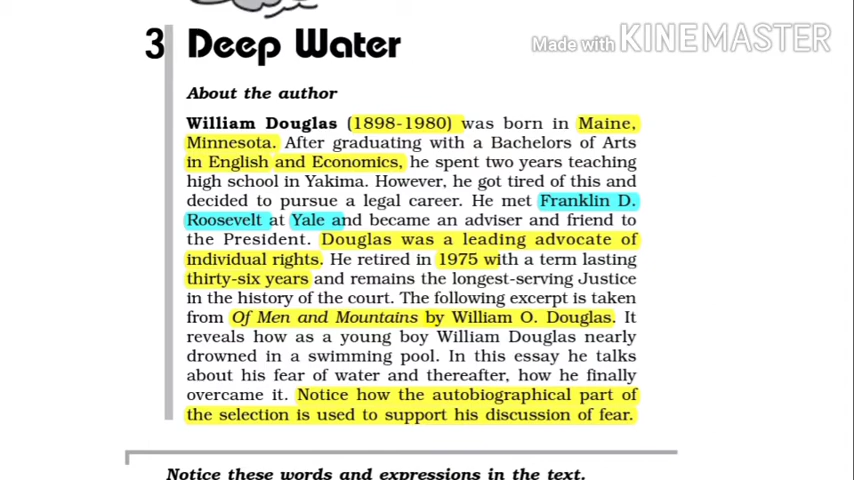 Made with KINEMASTER
3 Deep Water
About the author
William Douglas (1898-1980) was born in Maine,
Minnesota. After graduating with a Bachelors of Arts
in English and Economics, he spent two years teaching
high school in Yakima. However, he got tired of this and
decided to pursue a legal career. He met Franklin D.
Roosevelt at Yale and became an adviser and friend to
the President. Douglas was a leading advocate of
individual rights. He retired in 1975 with a term lasting
thirty-six years and remains the longest-serving Justice
in the history of the court. The following excerpt is taken
from Of Men and Mountains by William O. Douglas. It
reveals how as a young boy William Douglas nearly
drowned in a swimming pool. In this essay he talks
about his fear of water and thereafter, how he finally
overcame it. Notice how the autobiographical part of
the selection is used to support his discussion of fear.
Notice these words and expressions in the text.